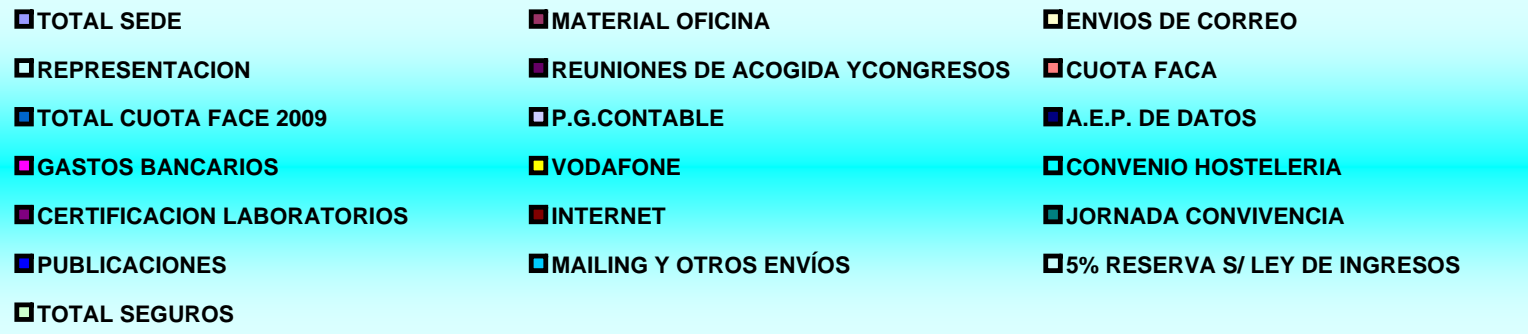 TOTAL SEDE MATERIAL OFICINA ENVIOS DE CORREO
REPRESENTACION REUNIONES DE ACOGIDA YCONGRESOS CUOTA FACA
TOTAL CUOTA FACE 2009 P.G.CONTABLE A.E.P. DE DATOS
GASTOS BANCARIOS VODAFONE CONVENIO HOSTELERIA
CERTIFICACION LABORATORIOS INTERNET JORNADA CONVIVENCIA
PUBLICACIONES MAILING Y OTROS ENVÍOS 5% RESERVA S/ LEY DE INGRESOS
TOTAL SEGUROS